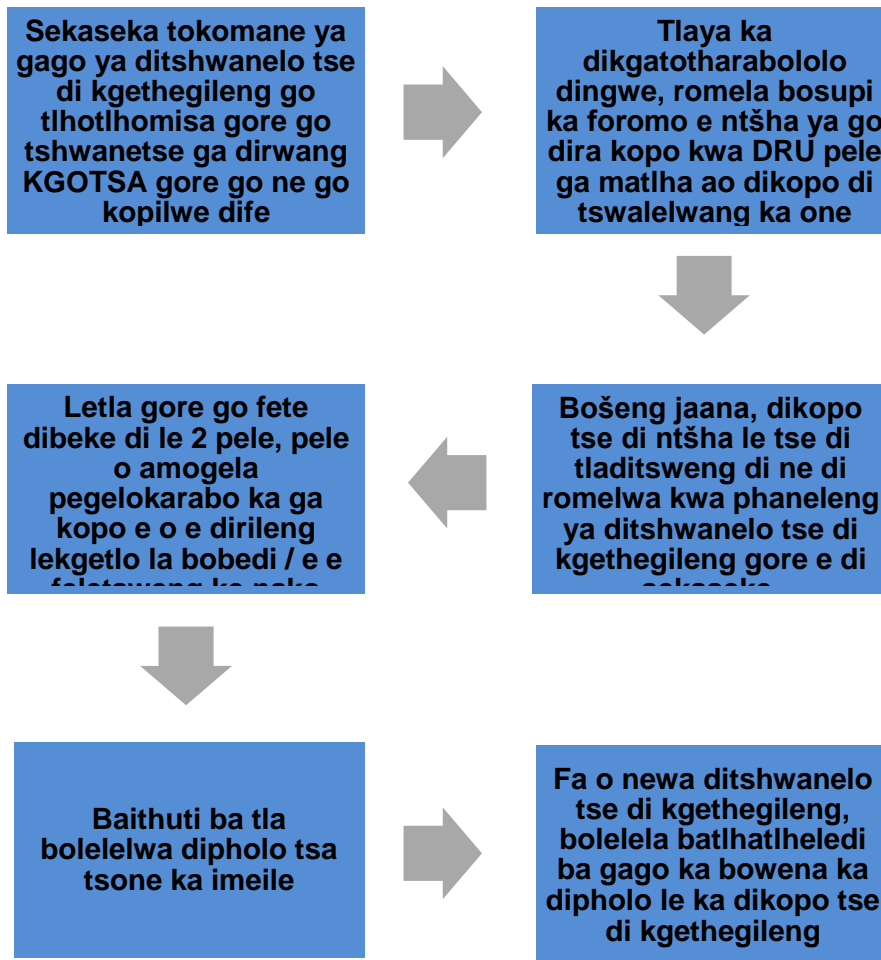 Sekaseka tokomane ya
gago ya ditshwanelo tse
di kgethegileng go
tlhotlhomisa gore go
tshwanetse ga dirwang
KGOTSA gore go ne go
kopilwe dife
Tlaya ka
dikgatotharabololo
dingwe, romela bosupi
ka foromo e ntšha ya go
dira kopo kwa DRU pele
ga matlha ao dikopo di
tswalelwang ka one
Bošeng jaana, dikopo
tse di ntšha le tse di
tladitsweng di ne di
romelwa kwa phaneleng
ya ditshwanelo tse di
kgethegileng gore e di
Letla gore go fete
dibeke di le 2 pele, pele
o amogela
pegelokarabo ka ga
kopo e o e dirileng
lekgetlo la bobedi / e e
Baithuti ba tla
bolelelwa dipholo tsa
tsone ka imeile
Fa o newa ditshwanelo
tse di kgethegileng,
bolelela batlhatlheledi
ba gago ka bowena ka
dipholo le ka dikopo tse
di kgethegileng